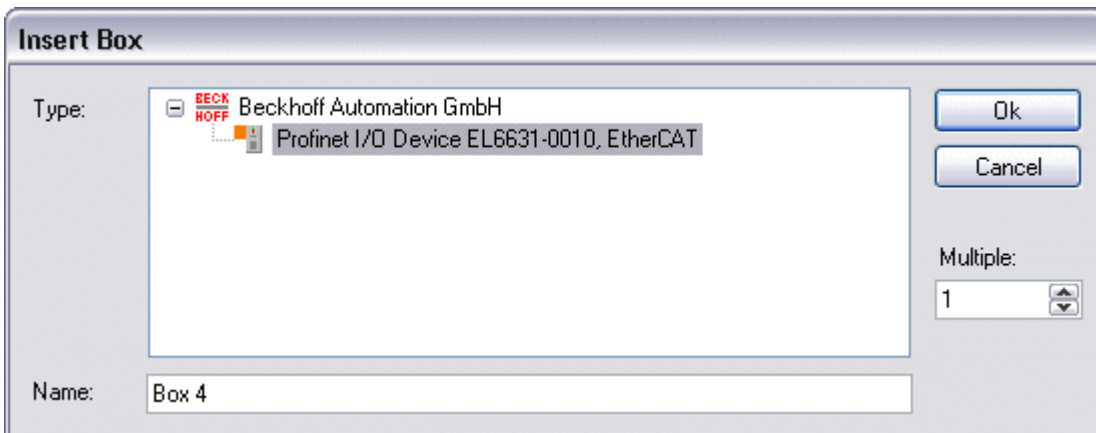 Insert Box
Type:
BECK
HOFF
Beckhoff Automation GmbH
Profinet I/O Device EL6631-0010, EtherCAT
Ok
Cancel
Multiple:
1
Name:
Box 4